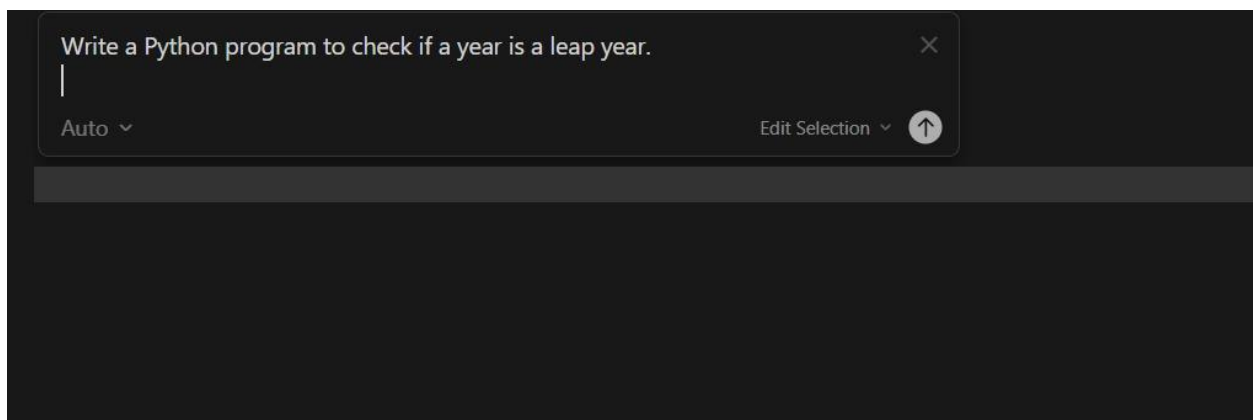 Write a Python program to check if a year is a leap year.
Auto
Edit Selection